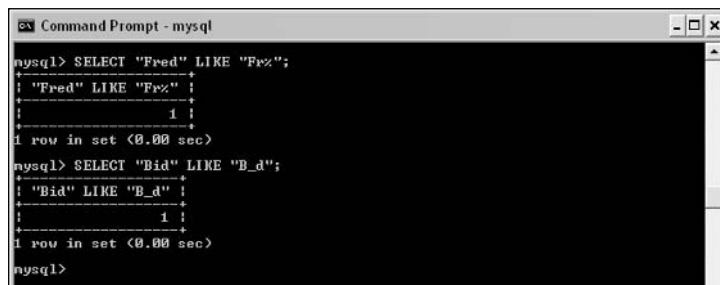 Command Prompt - mysql
mysql> SELECT "Fred" LIKE "Fr%";
+--------------------+
| "Fred" LIKE "Fr%" |
+--------------------+
| 1 |
+--------------------+
1 row in set (0.00 sec)
mysql> SELECT "Bid" LIKE "B_d";
+-------------------+
| "Bid" LIKE "B_d" |
+-------------------+
| 1 |
+-------------------+
1 row in set (0.00 sec)
mysql>